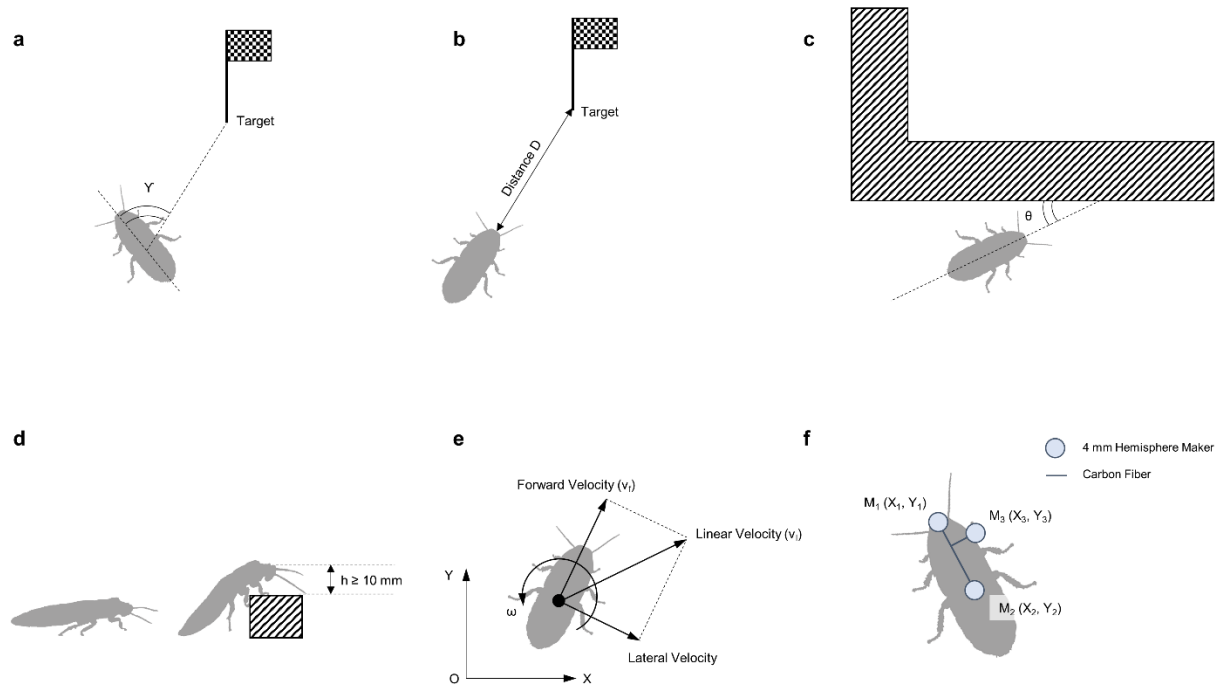 a
b
c
Target
Target
ϒ
Distance D
θ
d
e
f
4 mm Hemisphere Maker
Carbon Fiber
Forward Velocity (vf)
M1 (X1, Y1)
M3 (X3, Y3)
Linear Velocity (vl)
h ≥ 10 mm
Y
ω
M2 (X2, Y2)
Lateral Velocity
O
X